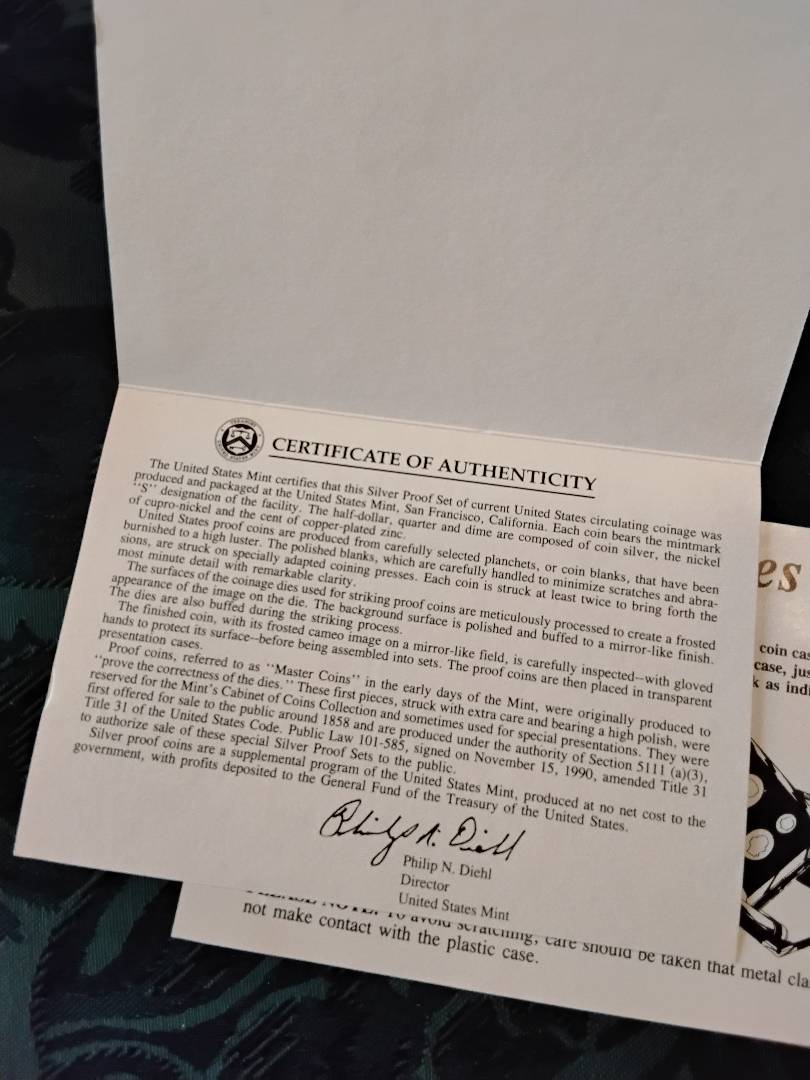 CERTIFICATE OF AUTHENTICITY
The United States Mint certifies that this Silver Proof Set of current United States circulating coinage was
produced and packaged at the United States Mint, San Francisco, California. Each coin bears the mintmark
"S" designation of the facility. The half-dollar, quarter and dime are composed of coin silver, the nickel
of cupro-nickel and the cent of copper-plated zinc.
United States proof coins are produced from carefully selected planchets, or coin blanks, that have been
burnished to a high luster. The polished blanks, which are carefully handled to minimize scratches and abra-
sions, are struck on specially adapted coining presses. Each coin is struck at least twice to bring forth the
most minute detail with remarkable clarity.
The surfaces of the coinage dies used for striking proof coins are meticulously processed to create a frosted
appearance of the image on the die. The background surface is polished and buffed to a mirror-like finish.
The dies are also buffed during the striking process.
The finished coin, with its frosted cameo image on a mirror-like field, is carefully inspected--with gloved
hands to protect its surface--before being assembled into sets. The proof coins are then placed in transparent
presentation cases.
Proof coins, referred to as "Master Coins" in the early days of the Mint, were originally produced to
"prove the correctness of the dies." These first pieces, struck with extra care and bearing a high polish, were
reserved for the Mint's Cabinet of Coins Collection and sometimes used for special presentations. They were
first offered for sale to the public around 1858 and are produced under the authority of Section 5111 (a)(3),
Title 31 of the United States Code. Public Law 101-585, signed on November 15, 1990, amended Title 31
to authorize sale of these special Silver Proof Sets to the public.
Silver proof coins are a supplemental program of the United States Mint, produced at no net cost to the
government, with profits deposited to the General Fund of the Treasury of the United States.
Philip N. Diehl
Philip N. Diehl
Director
United States Mint
es
coin cas
case, jus
k as indi
PLEASE NOTE: To avoid scratching, care should be taken that metal cla
not make contact with the plastic case.